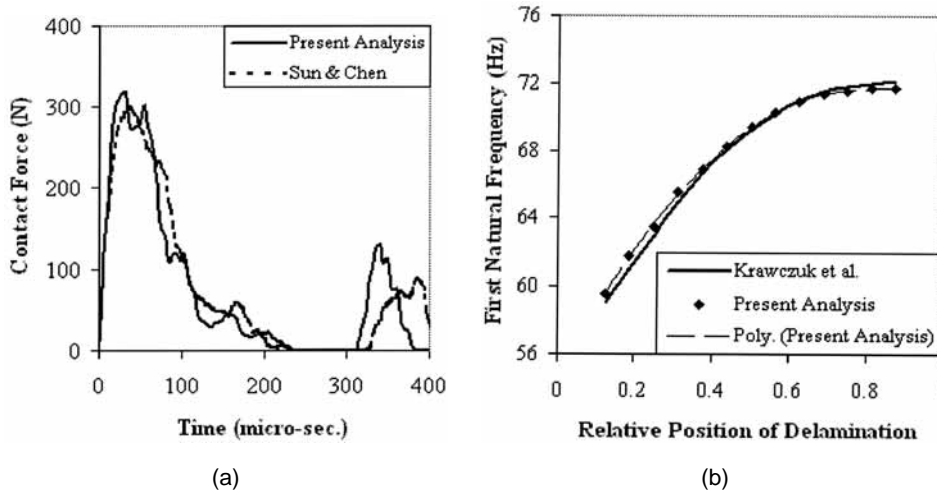 400
300
200
100
0
Contact Force (N)
Present Analysis
Sun & Chen
0
100
200
300
400
Time (micro-sec.)
(a)
76
72
68
64
60
56
First Natural Frequency (Hz)
Krawczuk et al.
Present Analysis
Poly. (Present Analysis)
0
0.2
0.4
0.6
0.8
Relative Position of Delamination
(b)